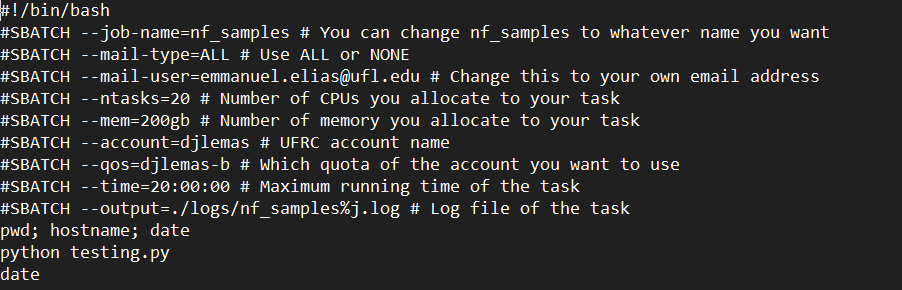 #!/bin/bash
#SBATCH --job-name=nf_samples # You can change nf_samples to whatever name you want
#SBATCH --mail-type=ALL # Use ALL or NONE
#SBATCH --mail-user=emmanuel.elias@ufl.edu # Change this to your own email address
#SBATCH --ntasks=20 # Number of CPUs you allocate to your task
#SBATCH --mem=200gb # Number of memory you allocate to your task
#SBATCH --account=djlemas # UFRC account name
#SBATCH --qos=djlemas-b # Which quota of the account you want to use
#SBATCH --time=20:00:00 # Maximum running time of the task
#SBATCH --output=./logs/nf_samples%j.log # Log file of the task
pwd; hostname; date
python testing.py
date